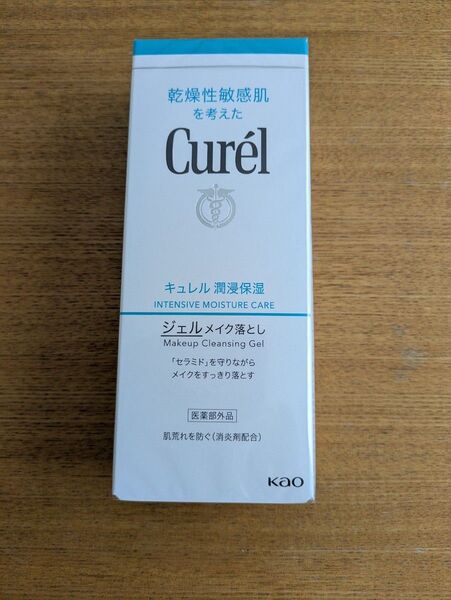 乾燥性敏感肌
を考えた
Curél
キュレル 潤浸保湿
INTENSIVE MOISTURE CARE
ジェルメイク落とし
Makeup Cleansing Gel
「セラミド」を守りながら
メイクをすっきり落とす
医薬部外品
肌荒れを防ぐ（消炎剤配合）
Kao